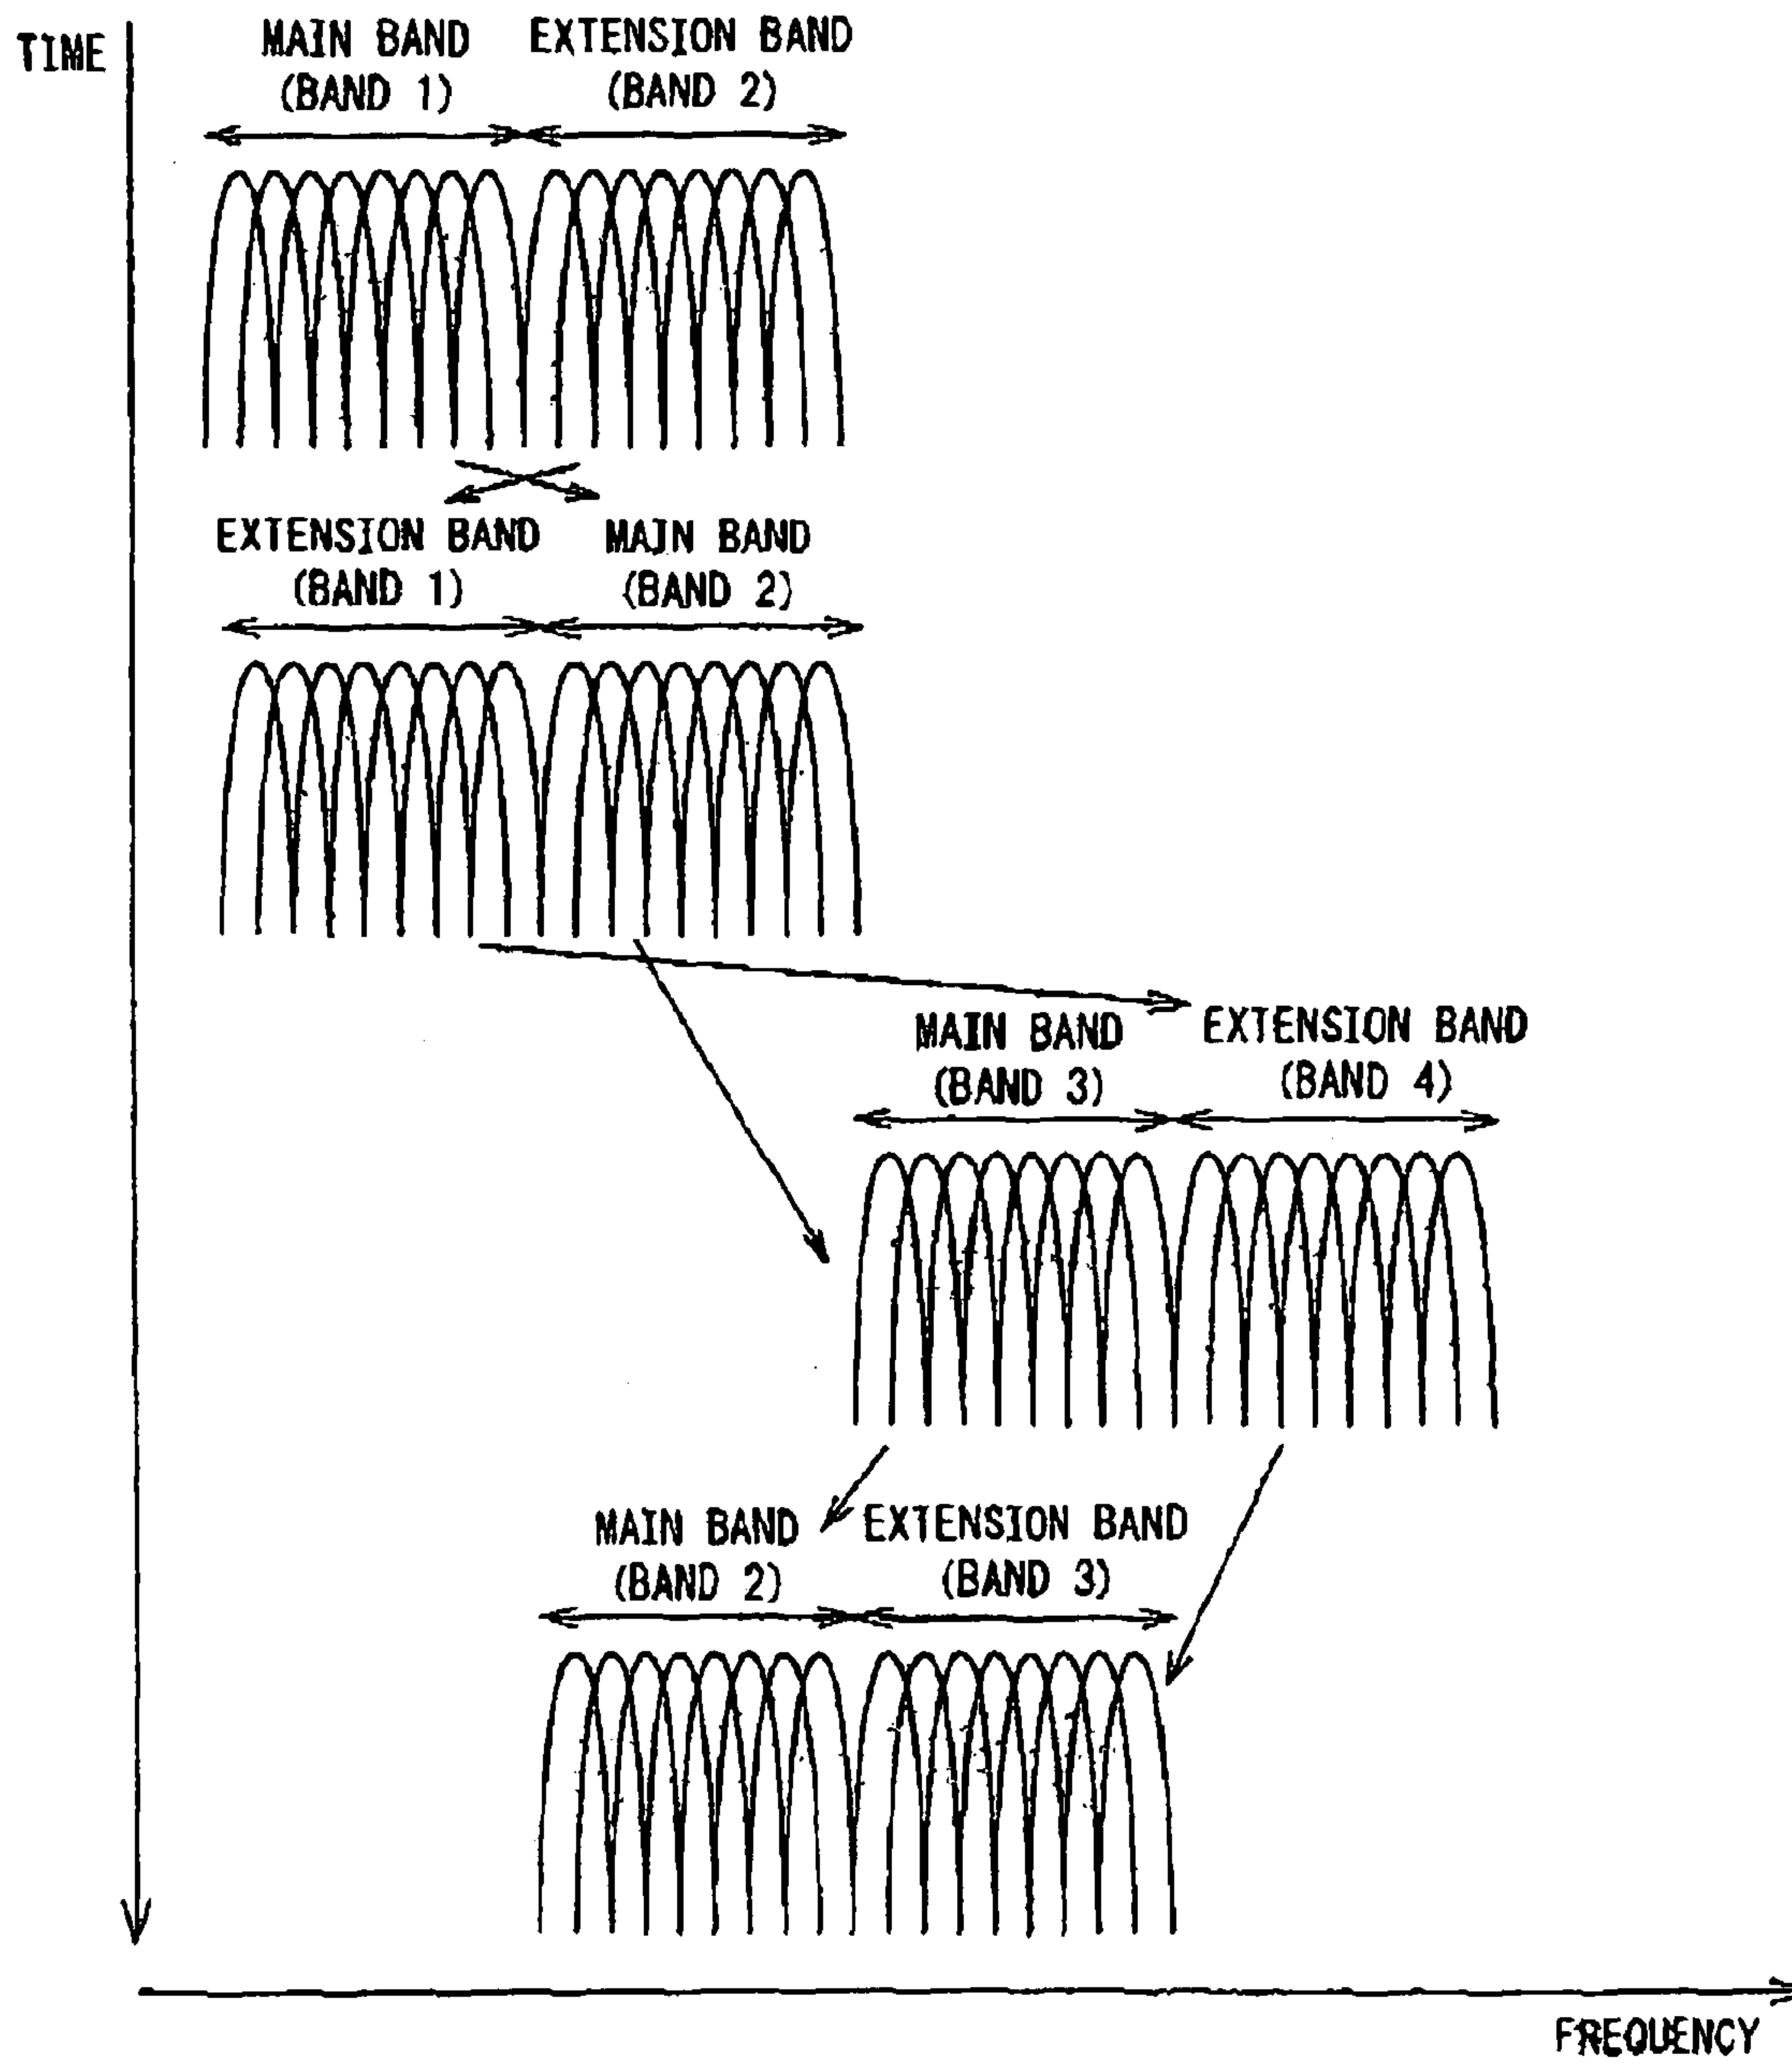 TIME
MAIN BAND
(BAND 1)
EXTENSION BAND
(BAND 2)
EXTENSION BAND
(BAND 1)
MAIN BAND
(BAND 2)
MAIN BAND
(BAND 3)
EXTENSION BAND
(BAND 4)
MAIN BAND
(BAND 2)
EXTENSION BAND
(BAND 3)
FREQUENCY